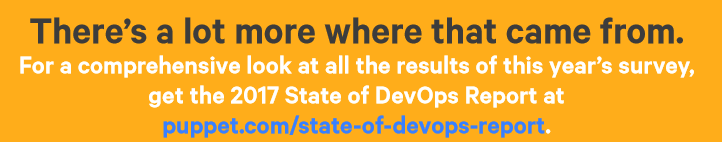 There’s a lot more where that came from.
For a comprehensive look at all the results of this year’s survey,
get the 2017 State of DevOps Report at
puppet.com/state-of-devops-report.